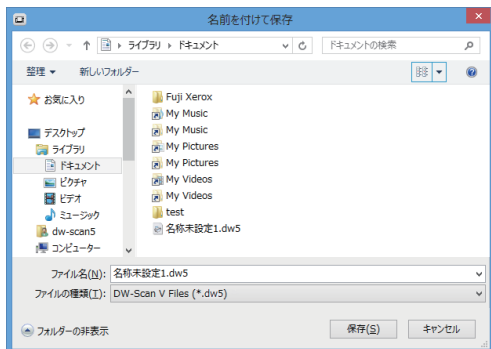 名前を付けて保存
ライブラリ ▸ ドキュメント
ドキュメントの検索
整理
新しいフォルダー
お気に入り
デスクトップ
ライブラリ
ドキュメント
ピクチャ
ビデオ
ミュージック
dw-scan5
コンピューター
Fuji Xerox
My Music
My Music
My Pictures
My Pictures
My Videos
My Videos
test
名称未設定1.dw5
ファイル名(N): 名称未設定1.dw5
ファイルの種類(T): DW-Scan V Files (*.dw5)
フォルダーの非表示
保存(S)
キャンセル